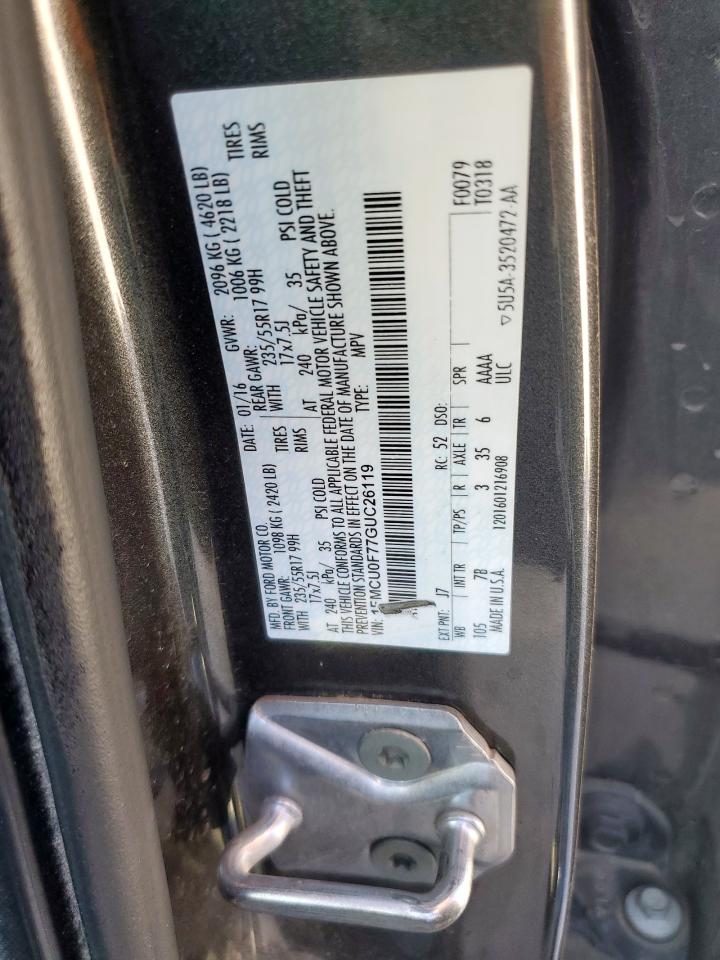 MFD. BY FORD MOTOR CO. DATE: 01/16 GVWR: 2096 KG ( 4620 LB)
FRONT GAWR: 1098 KG ( 2420 LB) REAR GAWR: 1006 KG ( 2218 LB)
WITH 235/55R17 99H TIRES WITH 235/55R17 99H TIRES
17x7.5J RIMS 17x7.5J RIMS
AT 240 kPa/ 35 PSI COLD AT 240 kPa/ 35 PSI COLD
THIS VEHICLE CONFORMS TO ALL APPLICABLE FEDERAL MOTOR VEHICLE SAFETY AND THEFT
PREVENTION STANDARDS IN EFFECT ON THE DATE OF MANUFACTURE SHOWN ABOVE.
VIN: MCU0F77GUC26119 TYPE: MPV
EXT PNT: J7 RC: 52 DSO: F0079
WB INT TR TP/PS R AXLE TR SPR T0318
105 7B 3 35 6 AAAA
MADE IN U.S.A. 1201601216908 ULC
5U5A-3520472-AA